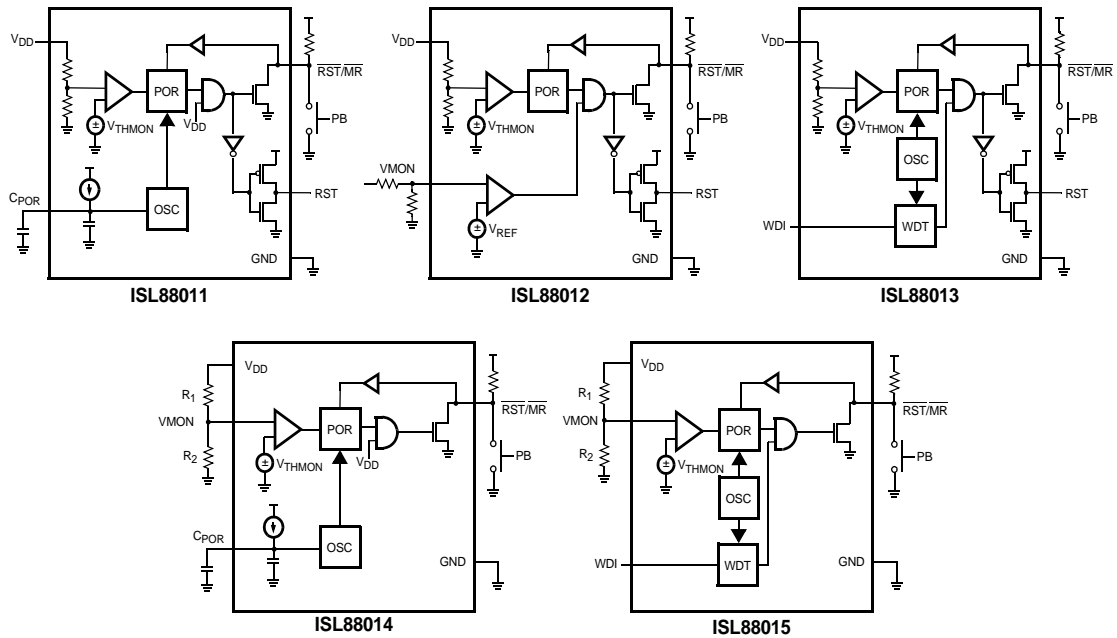 VDD
POR
VDD
VTHMON
RST/MR
PB
RST
CPOR
OSC
GND
ISL88011
VDD
POR
VTHMON
RST/MR
PB
VMON
RST
VREF
GND
ISL88012
VDD
POR
VTHMON
RST/MR
PB
OSC
RST
WDI
WDT
GND
ISL88013
VDD
R1
VMON
R2
POR
VDD
VTHMON
RST/MR
PB
CPOR
OSC
GND
ISL88014
VDD
R1
VMON
R2
POR
VTHMON
RST/MR
PB
OSC
WDI
WDT
GND
ISL88015